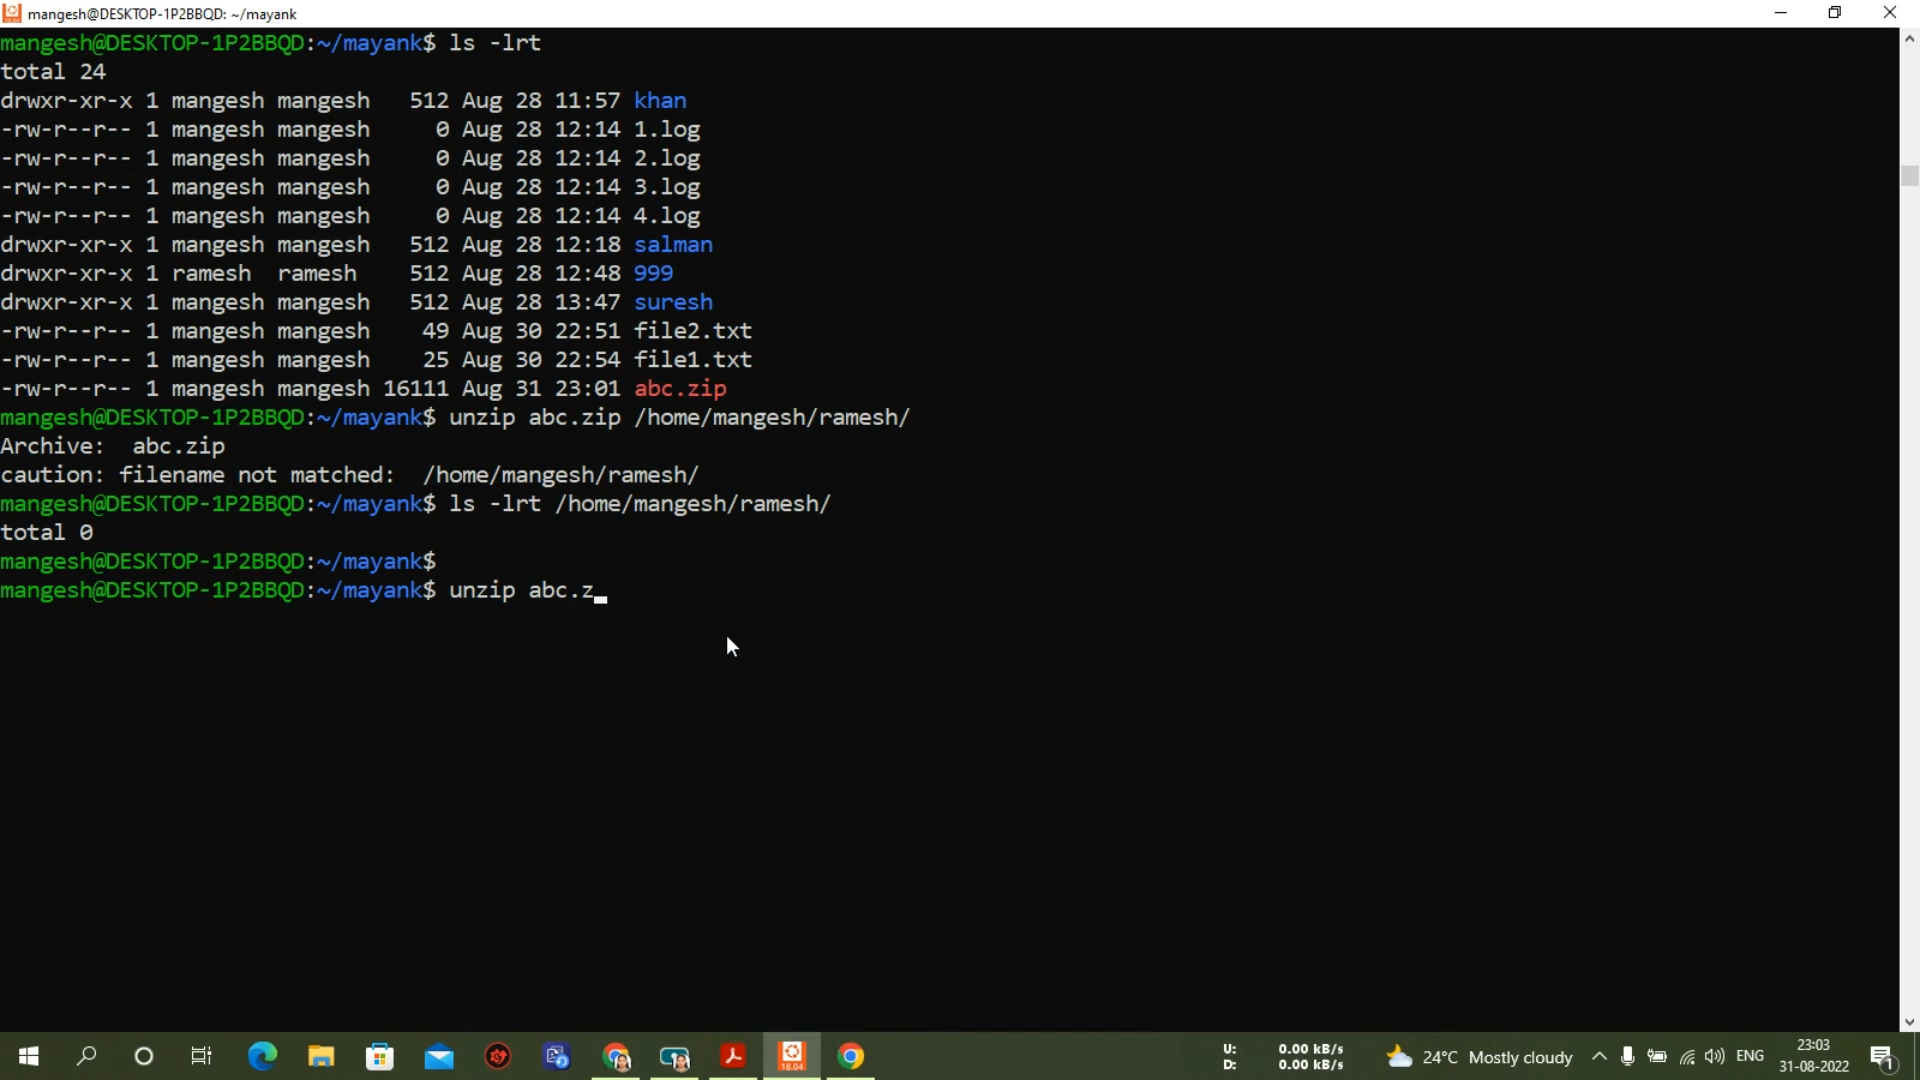 mangesh@DESKTOP-1P2BBQD: ~/mayank
mangesh@DESKTOP-1P2BBQD:~/mayank$ ls -lrt
total 24
drwxr-xr-x 1 mangesh mangesh   512 Aug 28 11:57 khan
-rw-r--r-- 1 mangesh mangesh     0 Aug 28 12:14 1.log
-rw-r--r-- 1 mangesh mangesh     0 Aug 28 12:14 2.log
-rw-r--r-- 1 mangesh mangesh     0 Aug 28 12:14 3.log
-rw-r--r-- 1 mangesh mangesh     0 Aug 28 12:14 4.log
drwxr-xr-x 1 mangesh mangesh   512 Aug 28 12:18 salman
drwxr-xr-x 1 ramesh  ramesh    512 Aug 28 12:48 999
drwxr-xr-x 1 mangesh mangesh   512 Aug 28 13:47 suresh
-rw-r--r-- 1 mangesh mangesh    49 Aug 30 22:51 file2.txt
-rw-r--r-- 1 mangesh mangesh    25 Aug 30 22:54 file1.txt
-rw-r--r-- 1 mangesh mangesh 16111 Aug 31 23:01 abc.zip
mangesh@DESKTOP-1P2BBQD:~/mayank$ unzip abc.zip /home/mangesh/ramesh/
Archive:  abc.zip
caution: filename not matched:  /home/mangesh/ramesh/
mangesh@DESKTOP-1P2BBQD:~/mayank$ ls -lrt /home/mangesh/ramesh/
total 0
mangesh@DESKTOP-1P2BBQD:~/mayank$
mangesh@DESKTOP-1P2BBQD:~/mayank$ unzip abc.z
18.04
U: 0.00 kB/s
D: 0.00 kB/s
24°C Mostly cloudy
ENG
23:03
31-08-2022
1